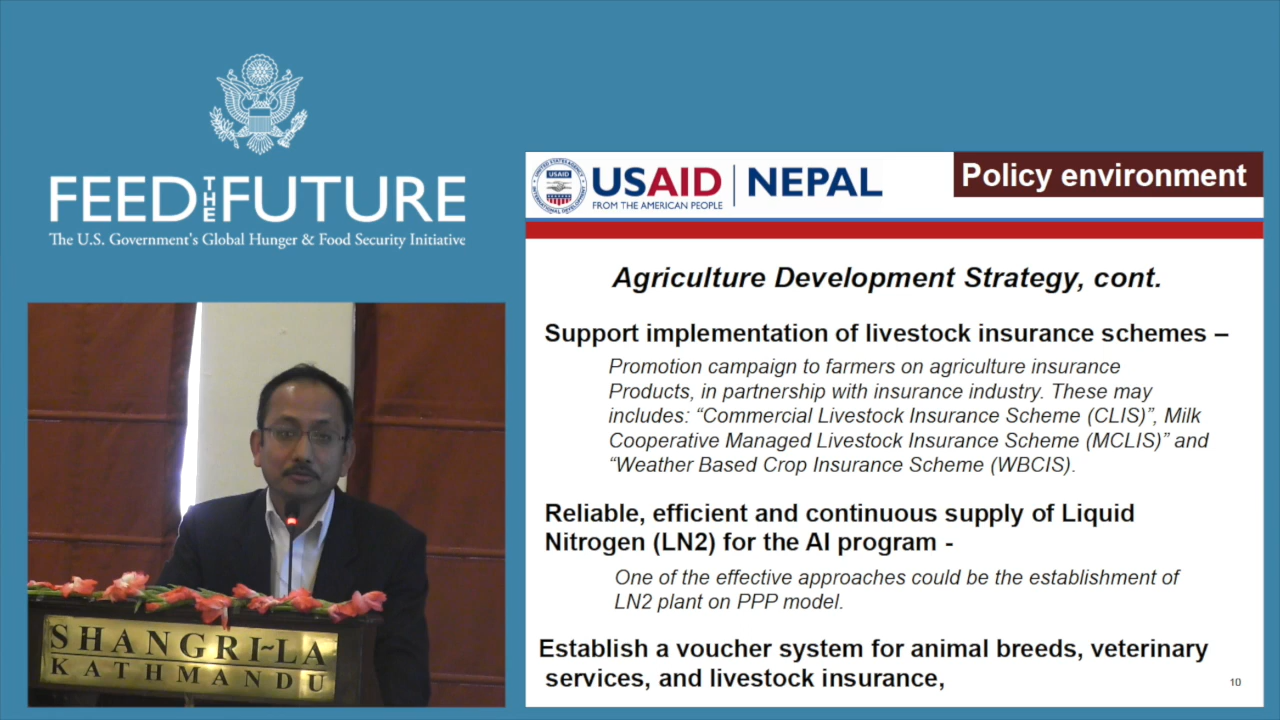 FEED THE FUTURE
The U.S. Government's Global Hunger & Food Security Initiative
SHANGRI~LA
KATHMANDU
USAID NEPAL
FROM THE AMERICAN PEOPLE
Policy environment
Agriculture Development Strategy, cont.
Support implementation of livestock insurance schemes –
Promotion campaign to farmers on agriculture insurance
Products, in partnership with insurance industry. These may
includes: “Commercial Livestock Insurance Scheme (CLIS)”, Milk
Cooperative Managed Livestock Insurance Scheme (MCLIS)” and
“Weather Based Crop Insurance Scheme (WBCIS).
Reliable, efficient and continuous supply of Liquid
Nitrogen (LN2) for the AI program -
One of the effective approaches could be the establishment of
LN2 plant on PPP model.
Establish a voucher system for animal breeds, veterinary
services, and livestock insurance,
10